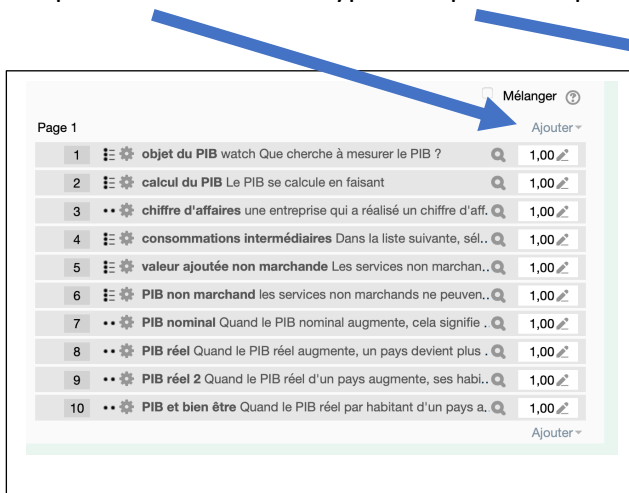 Mélanger ?
Page 1
Ajouter
1 objet du PIB watch Que cherche à mesurer le PIB ? 1,00
2 calcul du PIB Le PIB se calcule en faisant 1,00
3 chiffre d'affaires une entreprise qui a réalisé un chiffre d'aff. 1,00
4 consommations intermédiaires Dans la liste suivante, sél.. 1,00
5 valeur ajoutée non marchande Les services non marchan.. 1,00
6 PIB non marchand les services non marchands ne peuven.. 1,00
7 PIB nominal Quand le PIB nominal augmente, cela signifie . 1,00
8 PIB réel Quand le PIB réel augmente, un pays devient plus . 1,00
9 PIB réel 2 Quand le PIB réel d'un pays augmente, ses habi.. 1,00
10 PIB et bien être Quand le PIB réel par habitant d'un pays a. 1,00
Ajouter